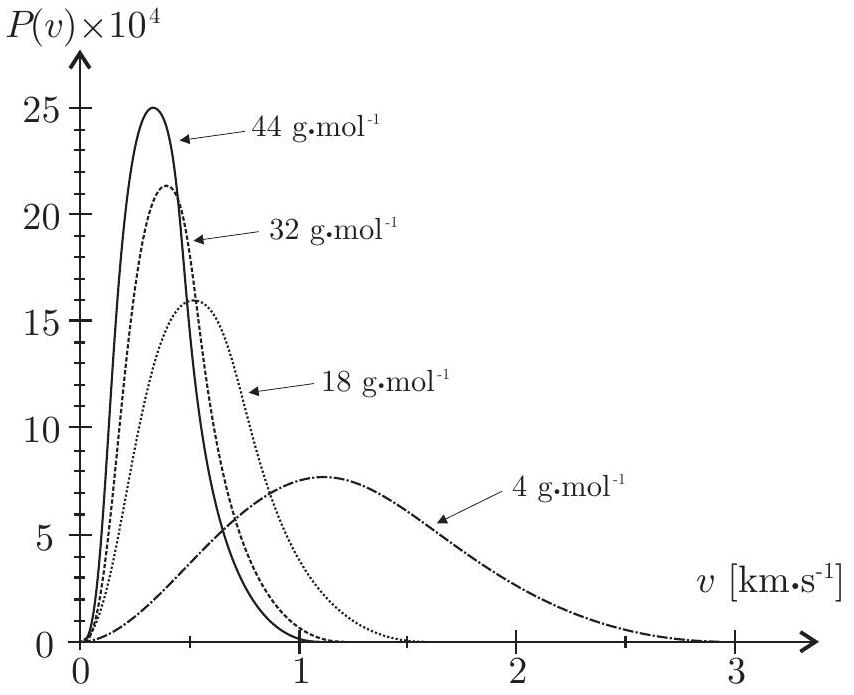 P(v)×10⁴
25
44 g·mol⁻¹
20
32 g·mol⁻¹
15
18 g·mol⁻¹
10
4 g·mol⁻¹
5
v [km·s⁻¹]
0
0 1 2 3